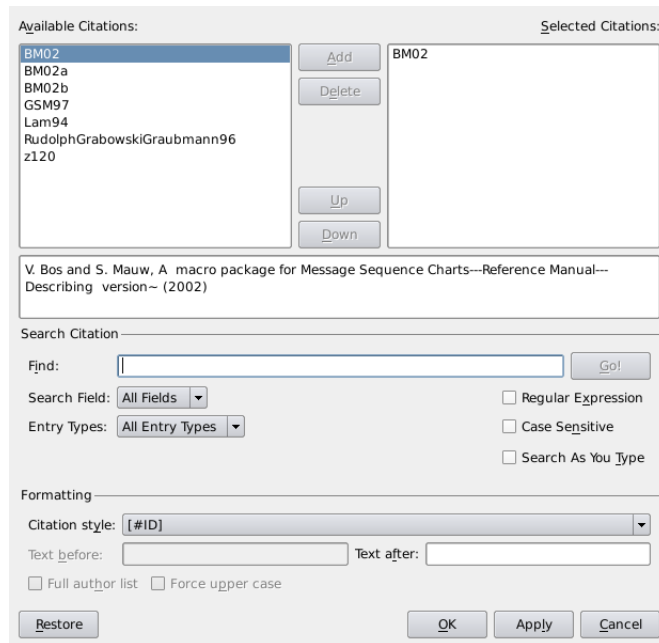 Available Citations:
Selected Citations:
BM02
BM02a
BM02b
GSM97
Lam94
RudolphGrabowskiGraubmann96
z120
Add
Delete
Up
Down
BM02
V. Bos and S. Mauw, A  macro package for Message Sequence Charts---Reference Manual---
Describing  version~ (2002)
Search Citation
Find:
Go!
Search Field: All Fields
Regular Expression
Entry Types: All Entry Types
Case Sensitive
Search As You Type
Formatting
Citation style: [#ID]
Text before:
Text after:
Full author list
Force upper case
Restore
OK
Apply
Cancel